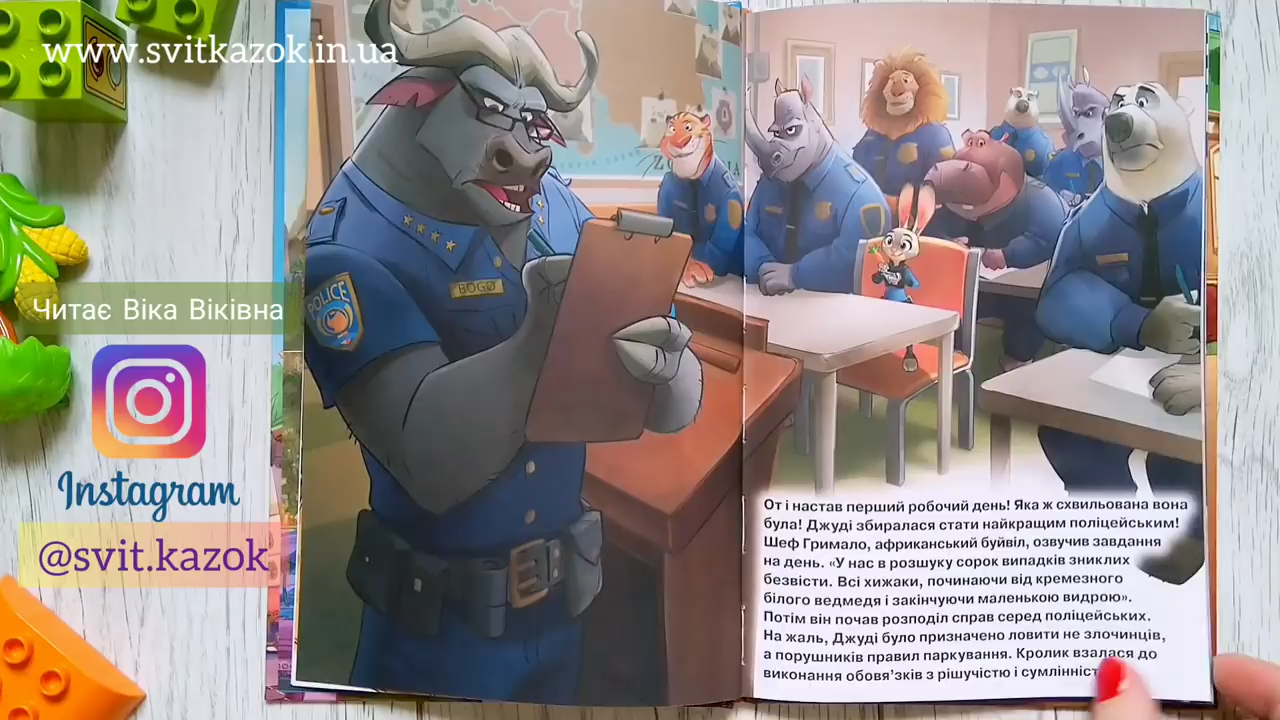 www.svitkazok.in.ua
Читає Віка Віківна
Instagram
@svit.kazok
POLICE
BOGO
От і настав перший робочий день! Яка ж схвильована вона
була! Джуді збиралася стати найкращим поліцейським!
Шеф Гримало, африканський буйвіл, озвучив завдання
на день. «У нас в розшуку сорок випадків зниклих
безвісти. Всі хижаки, починаючи від кремезного
білого ведмедя і закінчуючи маленькою видрою».
Потім він почав розподіл справ серед поліцейських.
На жаль, Джуді було призначено ловити не злочинців,
а порушників правил паркування. Кролик взалася до
виконання обов’язків з рішучістю і сумлінніст